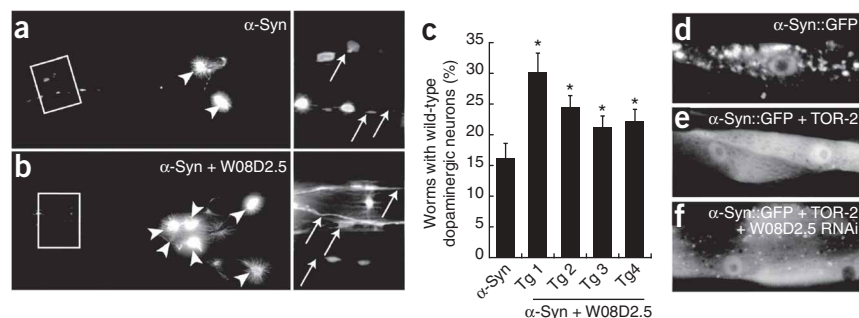 a
α-Syn
b
α-Syn + W08D2.5
c
Worms with wild-type
dopaminergic neurons (%)
40
35
30
25
20
15
10
5
0
*
*
*
*
α-Syn
Tg 1
Tg 2
Tg 3
Tg4
α-Syn + W08D2.5
d
α-Syn::GFP
e
α-Syn::GFP + TOR-2
f
α-Syn::GFP + TOR-2
+ W08D2.5 RNAi